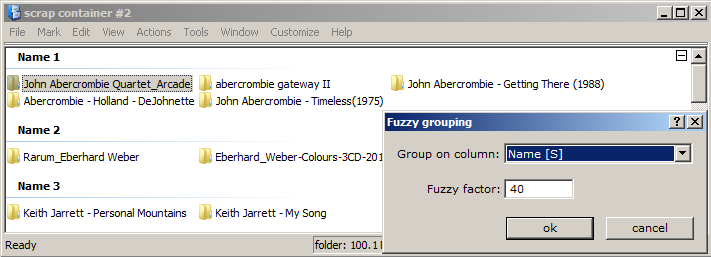 scrap container #2
File Mark Edit View Actions Tools Window Customize Help
Name 1
John Abercrombie Quartet_Arcade abercrombie gateway II John Abercrombie - Getting There (1988)
Abercrombie - Holland - DeJohnette John Abercrombie - Timeless(1975)
Name 2
Rarum_Eberhard Weber Eberhard_Weber-Colours-3CD-201
Name 3
Keith Jarrett - Personal Mountains Keith Jarrett - My Song
Ready folder: 100.1
Fuzzy grouping
Group on column: Name [S]
Fuzzy factor: 40
ok cancel